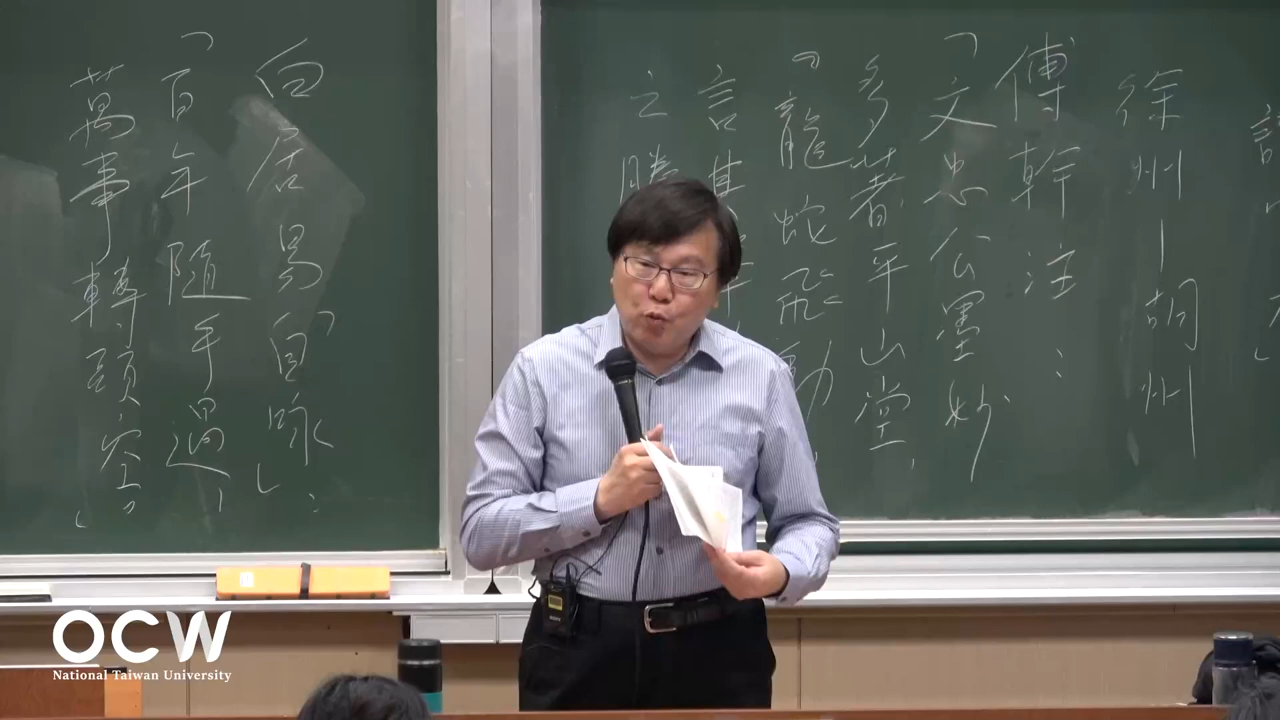 徐州—胡州
傅幹注:
「文忠公墨妙
多著平山堂,
『龍蛇飛動
言其
之勝
白居易「自咏」:
「百年隨手過,
萬事轉頭空。」
OCW
National Taiwan University